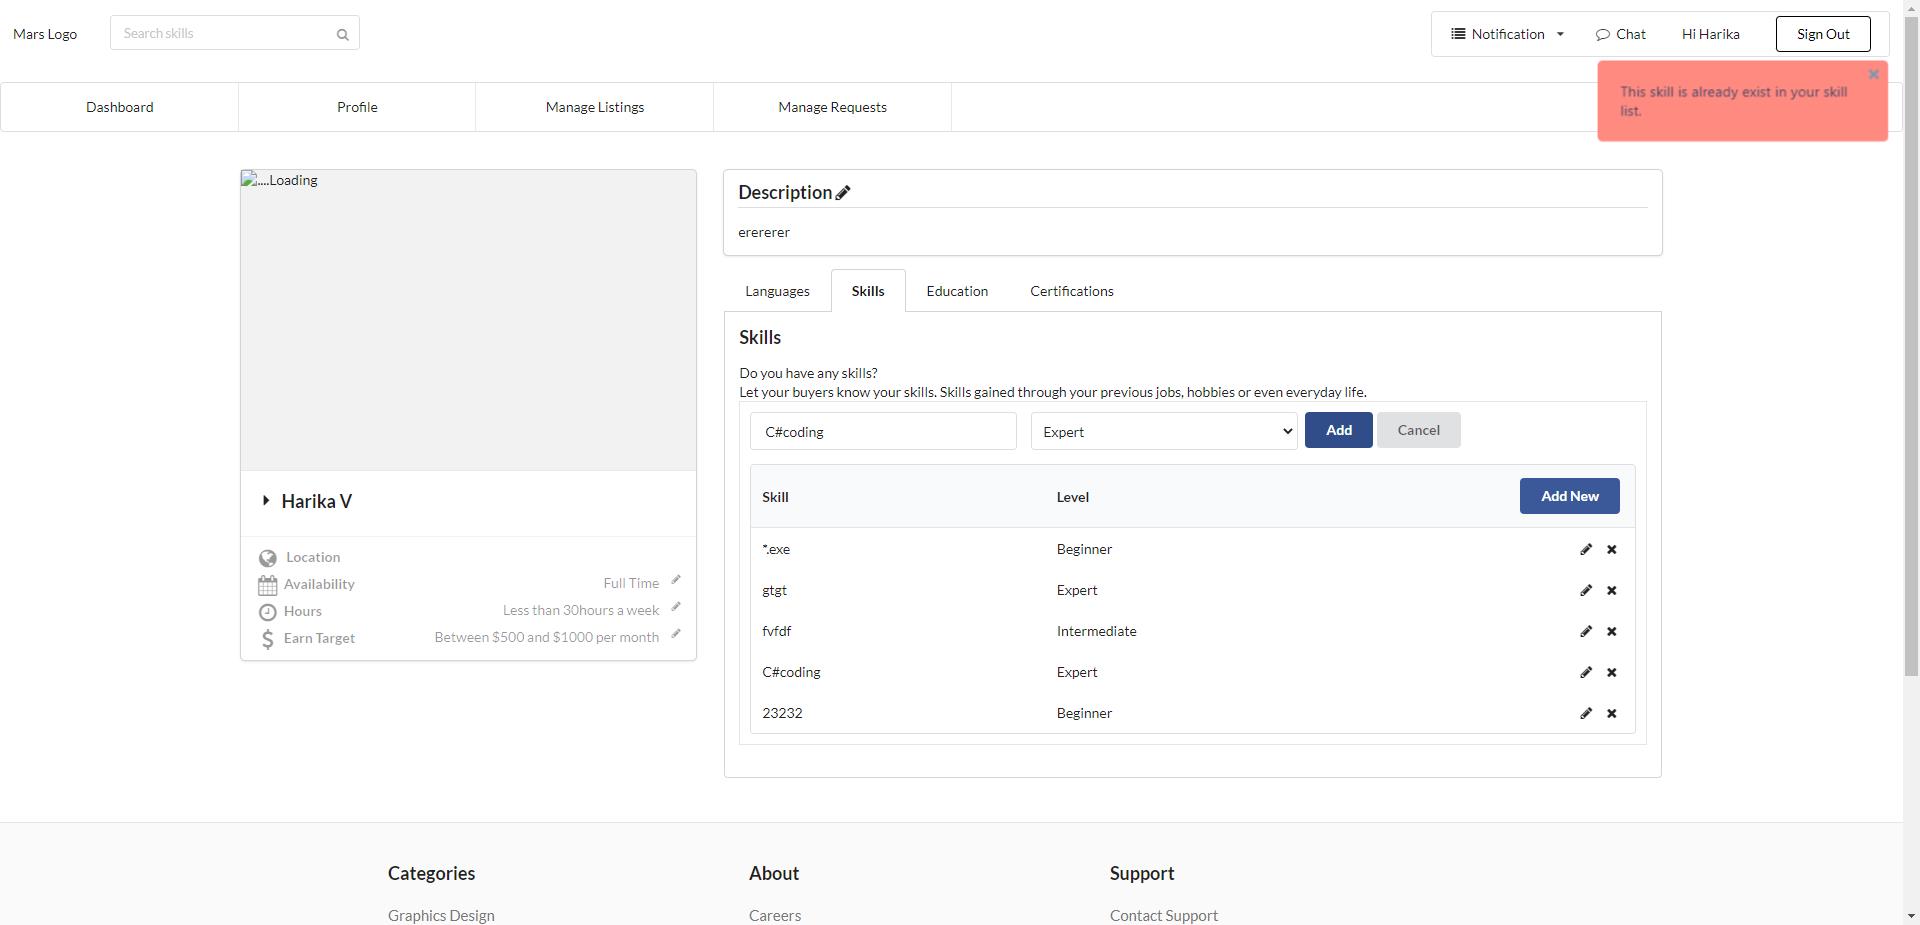 Mars Logo
Search skills
Notification
Chat
Hi Harika
Sign Out
Dashboard
Profile
Manage Listings
Manage Requests
This skill is already exist in your skill
list.
....Loading
Harika V
Location
Availability
Full Time
Hours
Less than 30hours a week
Earn Target
Between $500 and $1000 per month
Description
erererer
Languages
Skills
Education
Certifications
Skills
Do you have any skills?
Let your buyers know your skills. Skills gained through your previous jobs, hobbies or even everyday life.
C#coding
Expert
Add
Cancel
Skill
Level
Add New
*.exe
Beginner
gtgt
Expert
fvfdf
Intermediate
C#coding
Expert
23232
Beginner
Categories
About
Support
Graphics Design
Careers
Contact Support